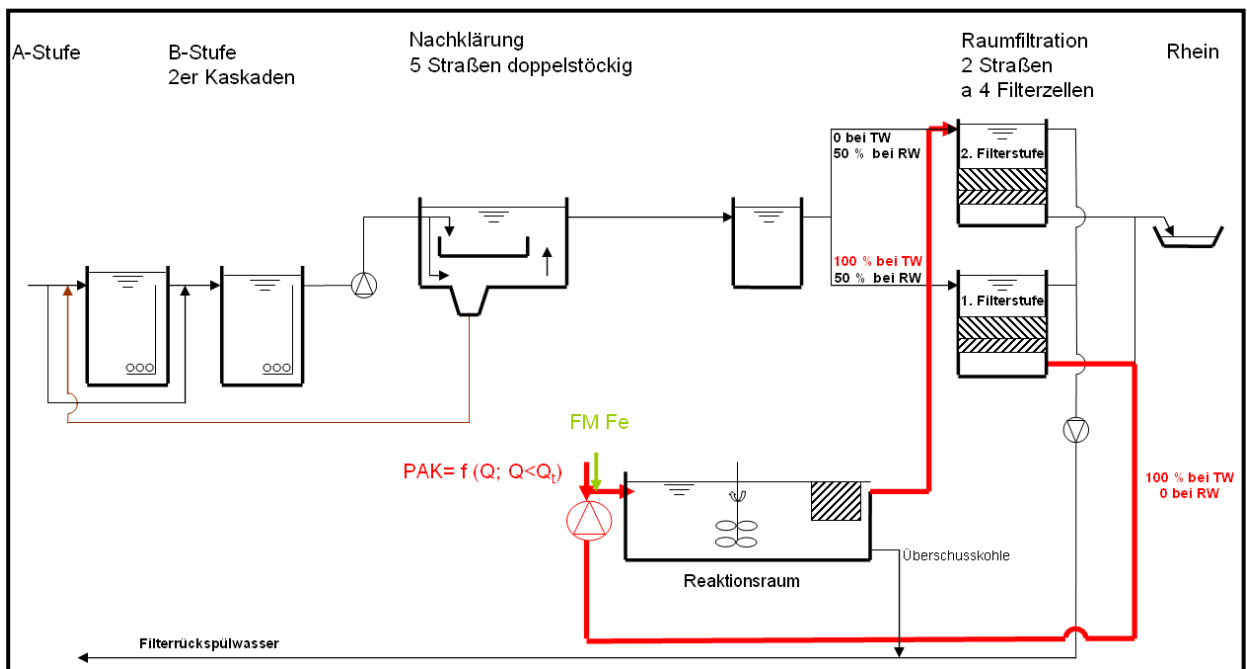 A-Stufe
B-Stufe
2er Kaskaden
Nachklärung
5 Straßen doppelstöckig
Raumfiltration
2 Straßen
a 4 Filterzellen
Rhein
0 bei TW
50 % bei RW
2. Filterstufe
100 % bei TW
50 % bei RW
1. Filterstufe
FM Fe
PAK= f (Q; Q<Qt)
100 % bei TW
0 bei RW
Überschusskohle
Reaktionsraum
Filterrückspülwasser